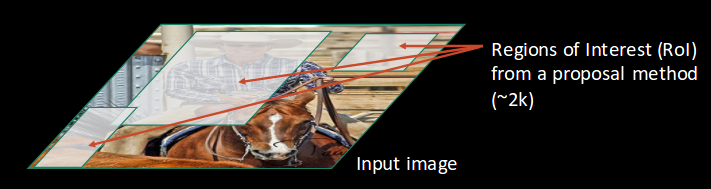 Regions of Interest (RoI)
from a proposal method
(~2k)
Input image